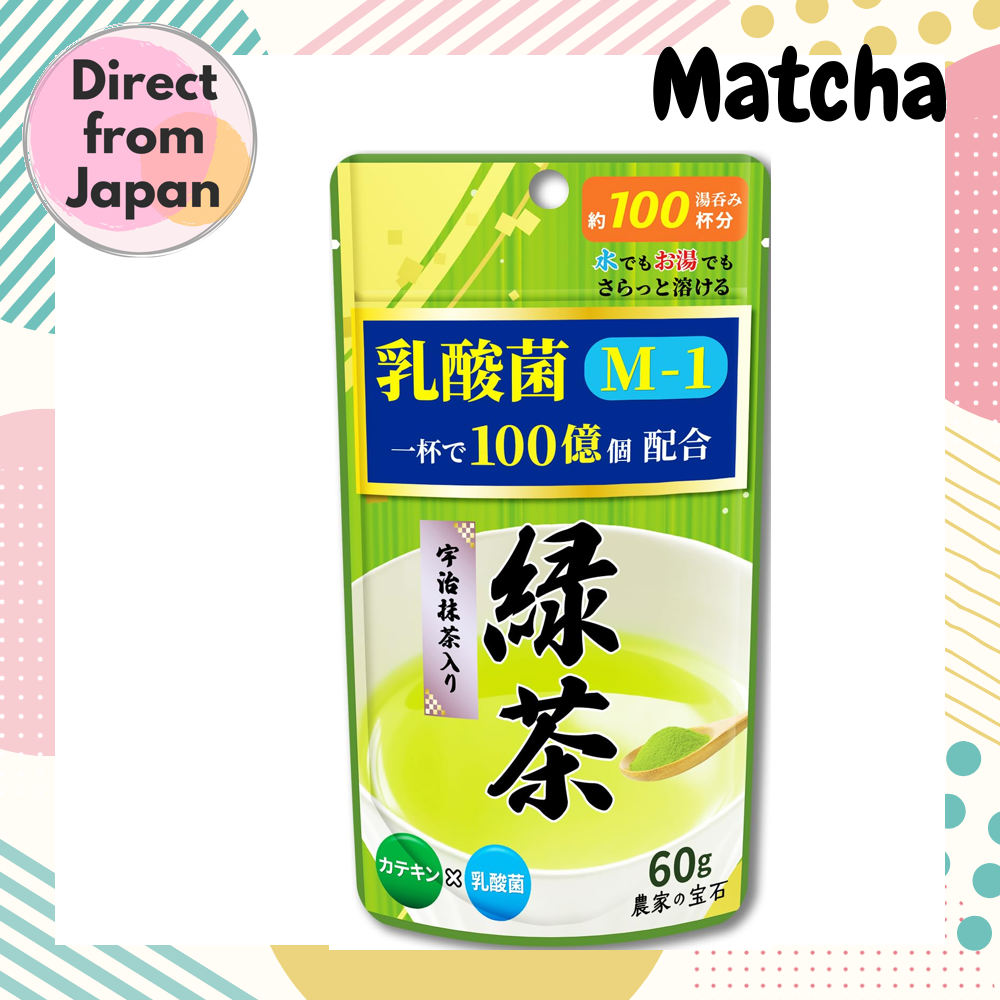 Direct
from
Japan
Matcha
約100湯呑み杯分
水でもお湯でも
さらっと溶ける
乳酸菌 M-1
一杯で100億個 配合
宇治抹茶入り
緑茶
カテキン×乳酸菌
60g
農家の宝石